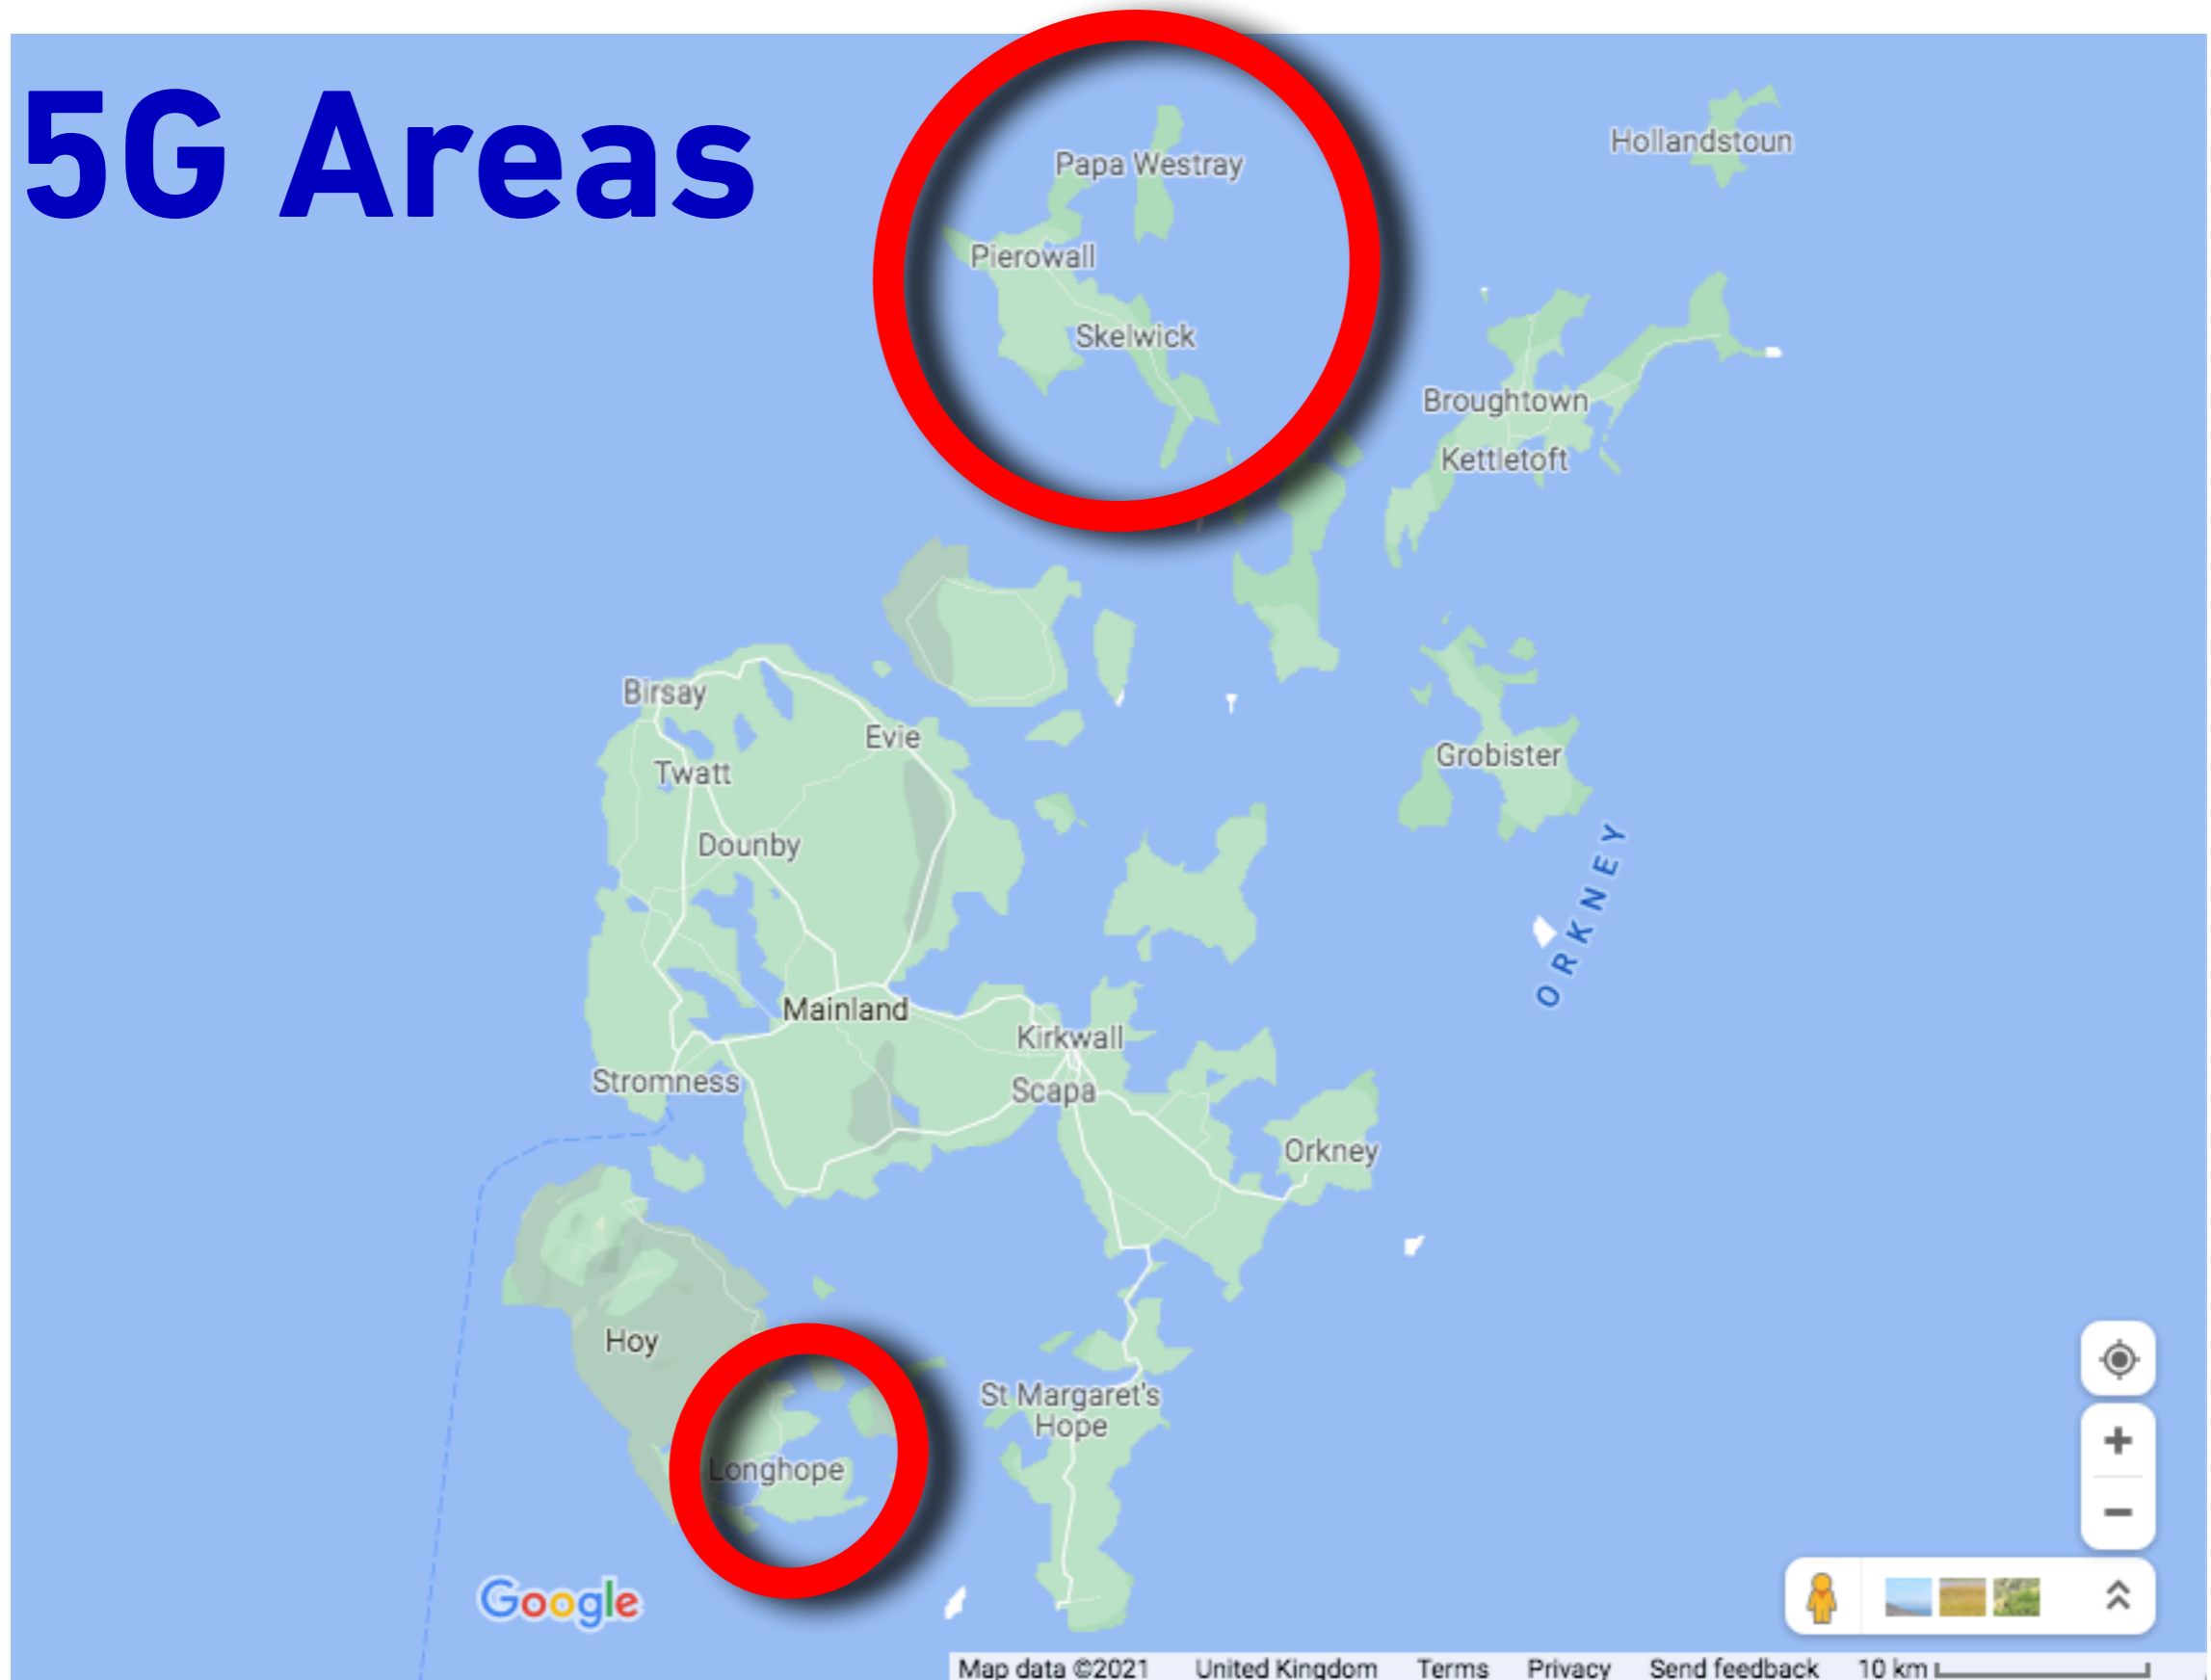 5G Areas
Hollandstoun
Papa Westray
Pierowall
Skelwick
Broughtown
Kettletoft
Birsay
Evie
Twatt
Grobister
Dounby
ORKNEY
Mainland
Kirkwall
Stromness
Scapa
Orkney
Hoy
St Margaret's
Hope
Longhope
Google
Map data ©2021 United Kingdom Terms Privacy Send feedback 10 km